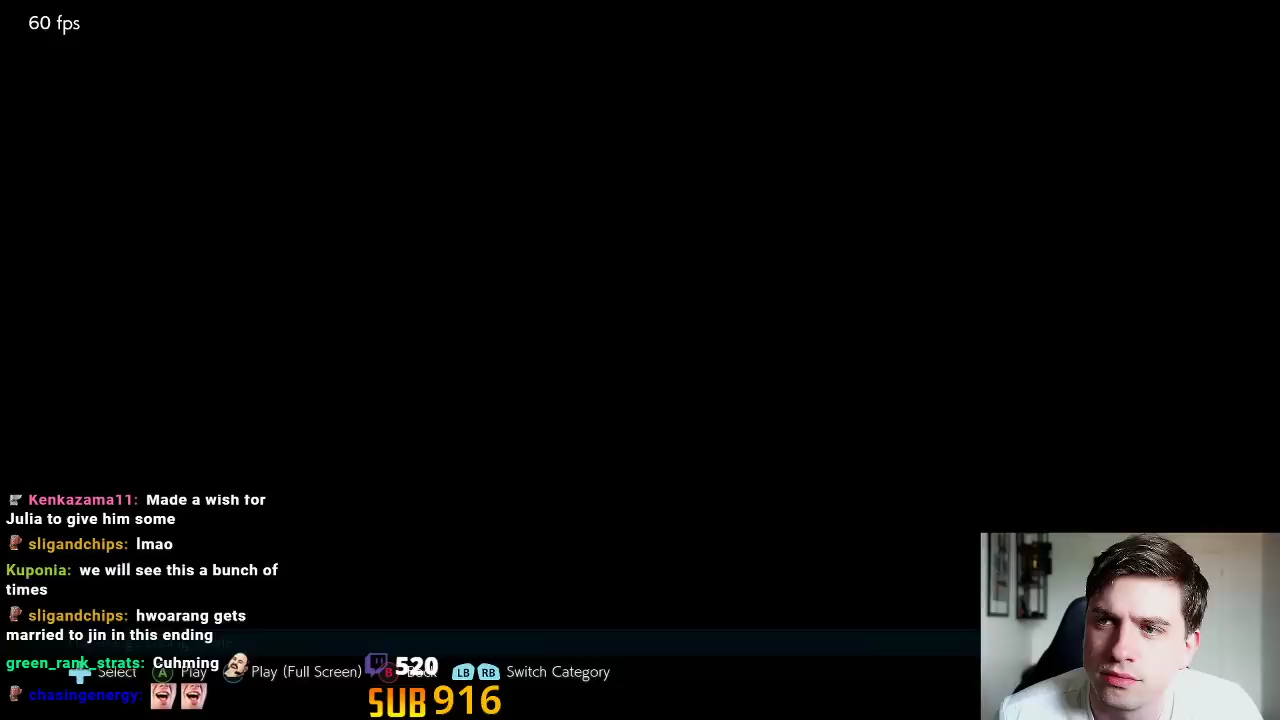 60 fps
Kenkazama11: Made a wish for
Julia to give him some
sligandchips: lmao
Kuponia: we will see this a bunch of
times
sligandchips: hwoarang gets
married to jin in this ending
green_rank_strats: Cuhming
chasingenergy:
Select A Play Play (Full Screen) B 520 LB RB Switch Category
SUB 916